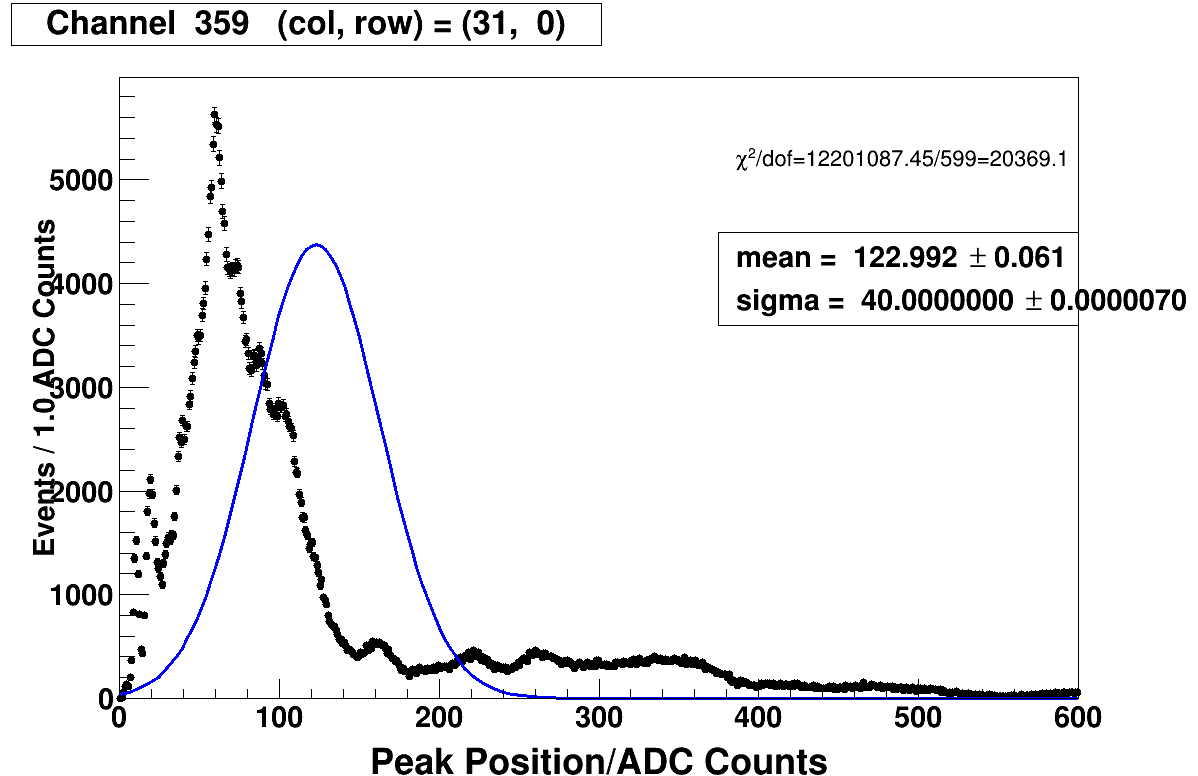 Channel 359 (col, row) = (31, 0)
χ²/dof=12201087.45/599=20369.1
mean = 122.992 ± 0.061
sigma = 40.0000000 ± 0.0000070
Events / 1.0 ADC Counts
5000
4000
3000
2000
1000
0
0 100 200 300 400 500 600
Peak Position/ADC Counts